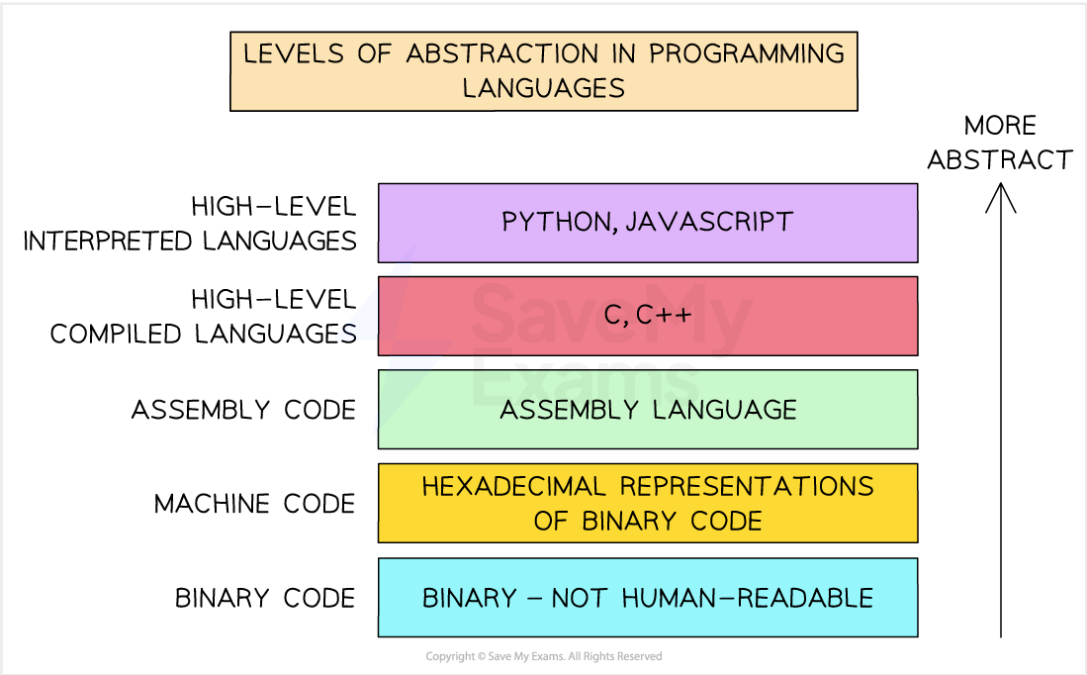 LEVELS OF ABSTRACTION IN PROGRAMMING
LANGUAGES
MORE
ABSTRACT
HIGH-LEVEL
INTERPRETED LANGUAGES
PYTHON, JAVASCRIPT
HIGH-LEVEL
COMPILED LANGUAGES
C, C++
SaveMy
Exams
ASSEMBLY CODE
ASSEMBLY LANGUAGE
MACHINE CODE
HEXADECIMAL REPRESENTATIONS
OF BINARY CODE
BINARY CODE
BINARY – NOT HUMAN-READABLE
Copyright © Save My Exams. All Rights Reserved